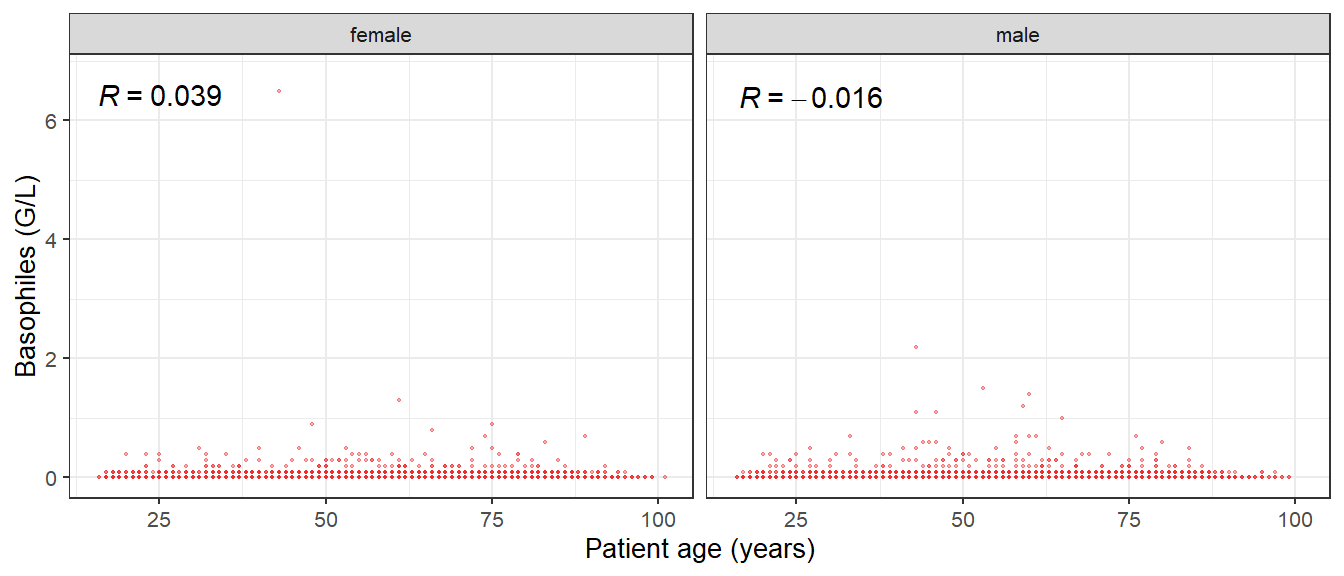 female
male
R = 0.039
R = −0.016
Basophiles (G/L)
6
4
2
0
25 50 75 100
25 50 75 100
Patient age (years)